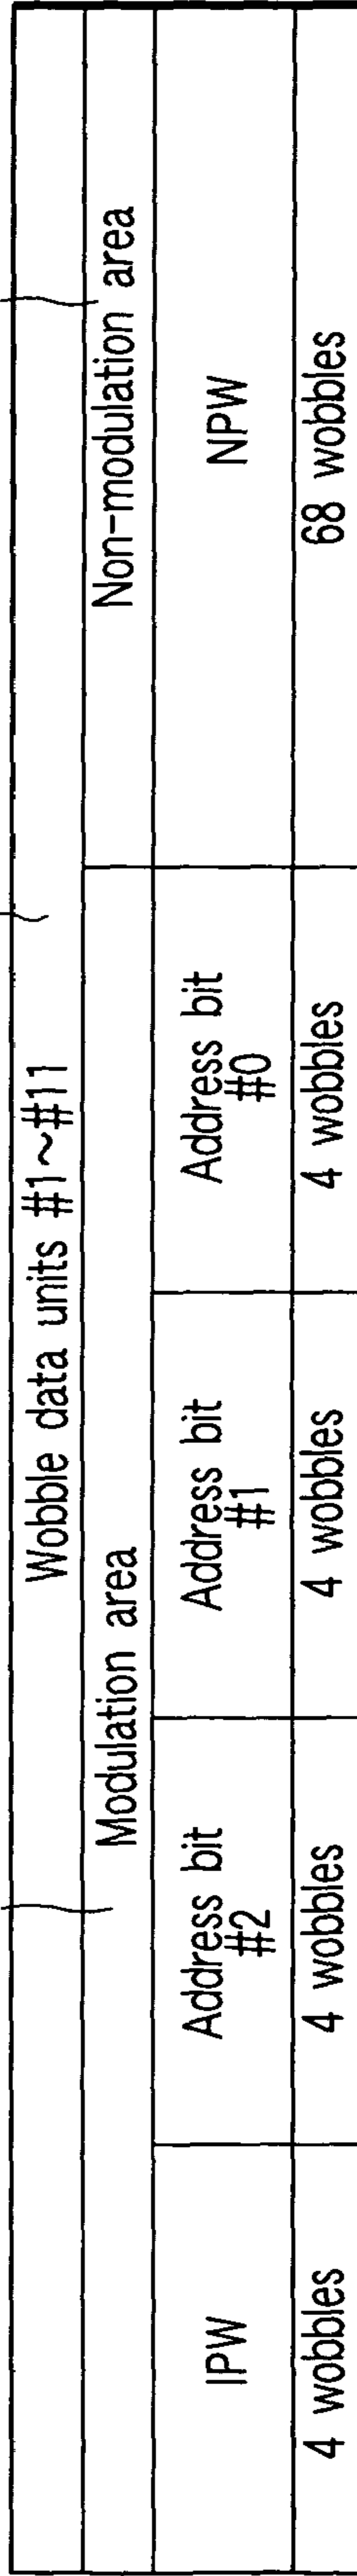 Wobble data units #1~#11
Modulation area
Non-modulation area
IPW
Address bit
#2
Address bit
#1
Address bit
#0
NPW
4 wobbles
4 wobbles
4 wobbles
4 wobbles
68 wobbles